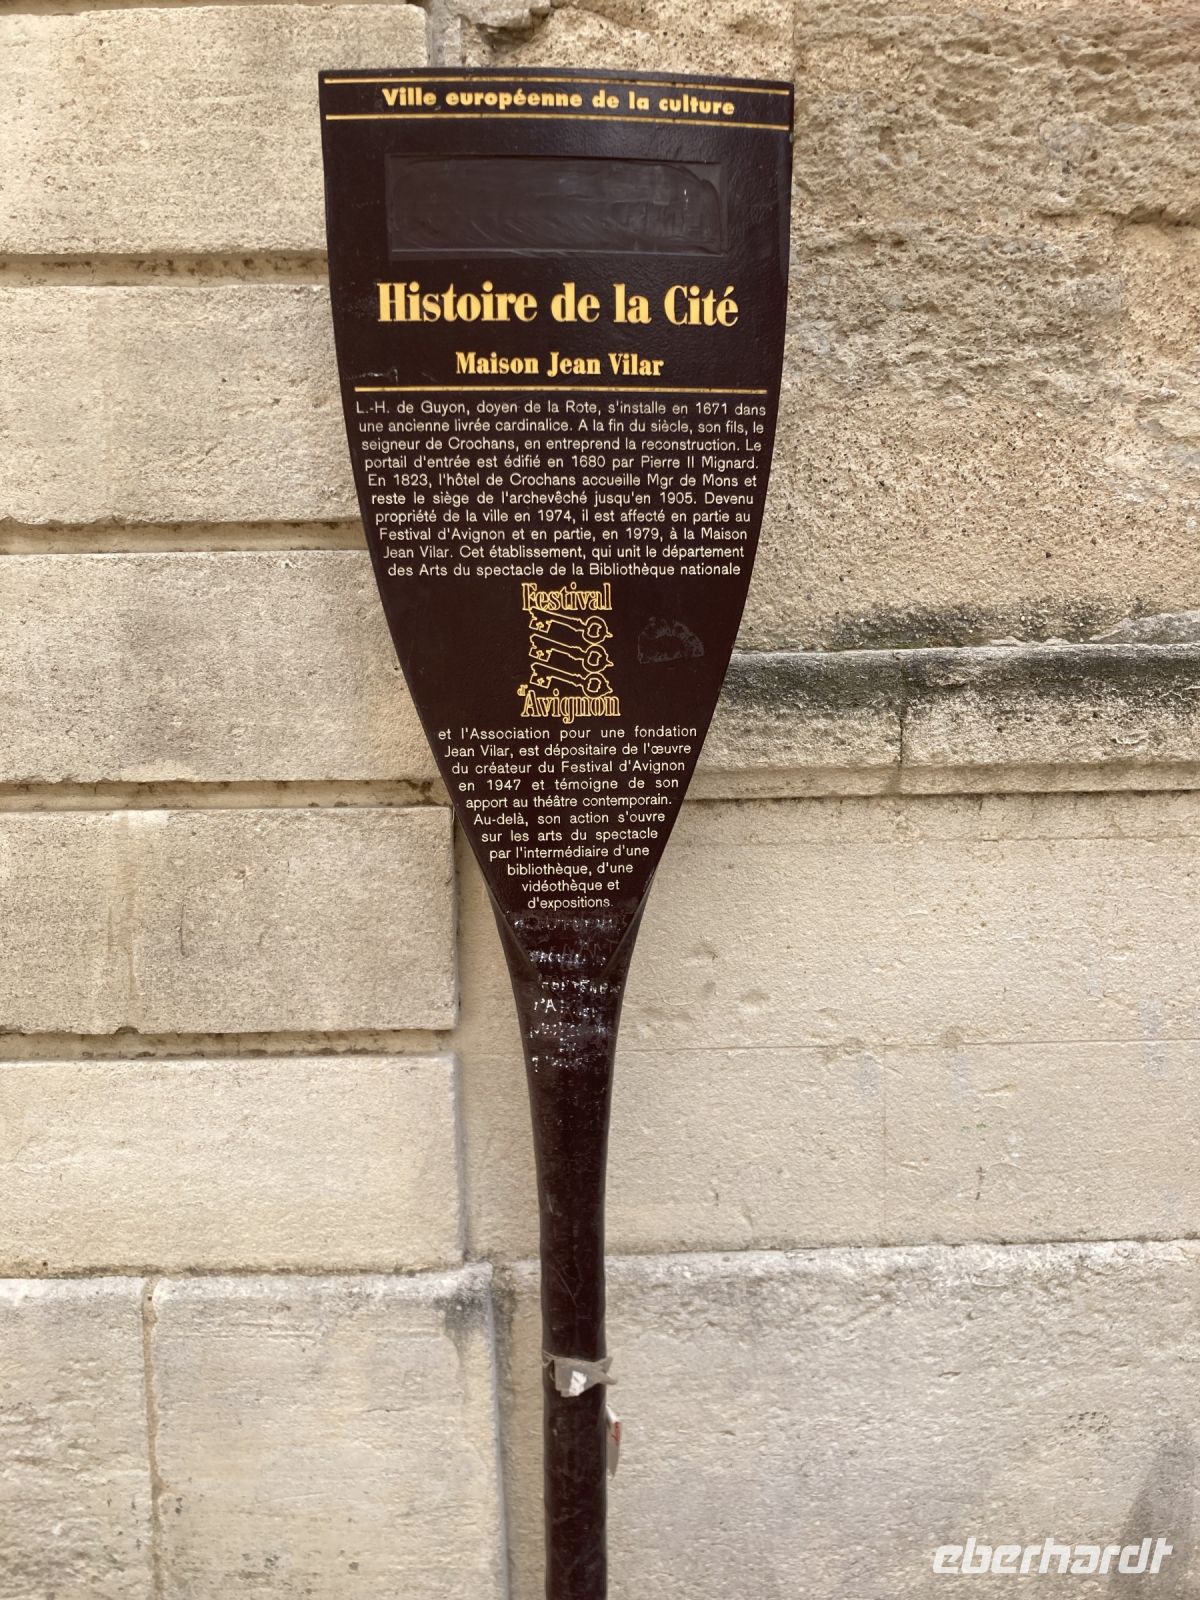 Ville européenne de la culture
Histoire de la Cité
Maison Jean Vilar
L.-H. de Guyon, doyen de la Rote, s'installe en 1671 dans
une ancienne livrée cardinalice. A la fin du siècle, son fils, le
seigneur de Crochans, en entreprend la reconstruction. Le
portail d'entrée est édifié en 1680 par Pierre II Mignard.
En 1823, l'hôtel de Crochans accueille Mgr de Mons et
reste le siège de l'archevêché jusqu'en 1905. Devenu
propriété de la ville en 1974, il est affecté en partie au
Festival d'Avignon et en partie, en 1979, à la Maison
Jean Vilar. Cet établissement, qui unit le département
des Arts du spectacle de la Bibliothèque nationale
Festival
d'Avignon
et l'Association pour une fondation
Jean Vilar, est dépositaire de l'œuvre
du créateur du Festival d'Avignon
en 1947 et témoigne de son
apport au théâtre contemporain.
Au-delà, son action s'ouvre
sur les arts du spectacle
par l'intermédiaire d'une
bibliothèque, d'une
vidéothèque et
d'expositions.
eberhardt